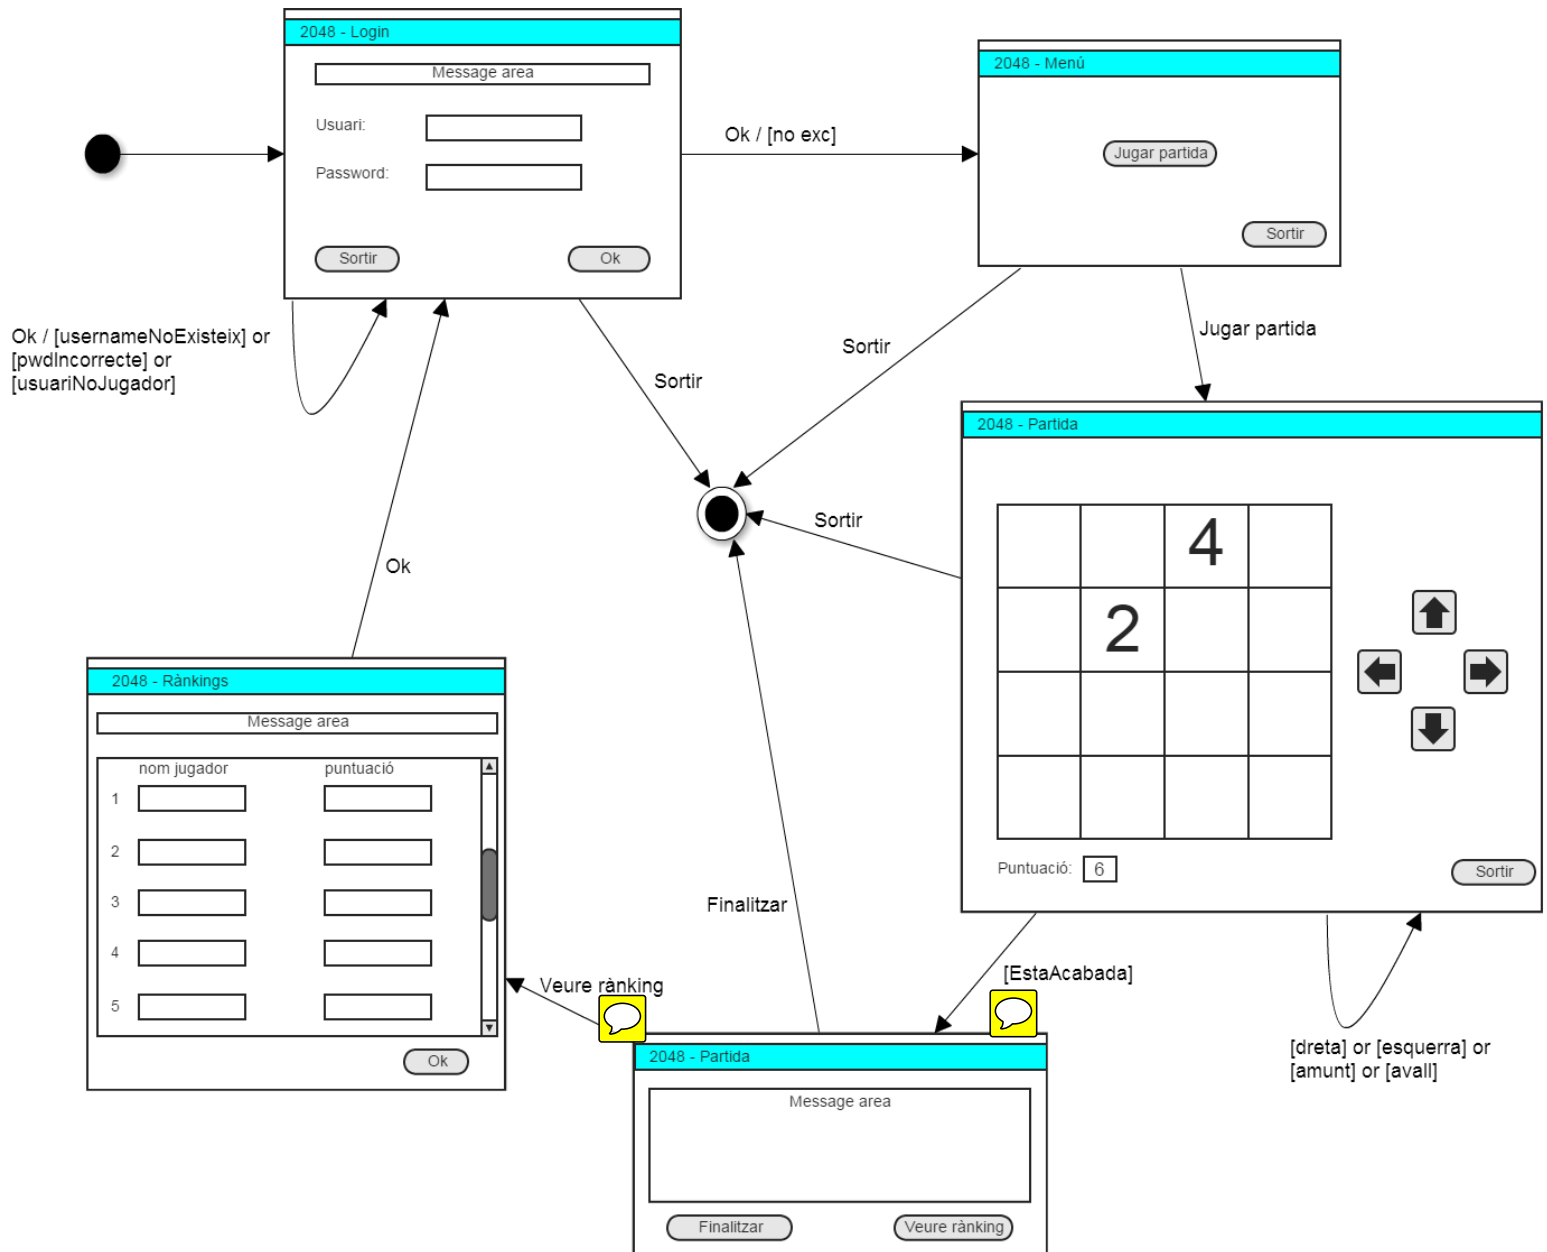 2048 - Login
Message area
Usuari:
Password:
Sortir
Ok
Ok / [no exc]
2048 - Menú
Jugar partida
Sortir
Ok / [usernameNoExisteix] or
[pwdIncorrecte] or
[usuariNoJugador]
Sortir
Sortir
Jugar partida
2048 - Partida
4
2
Puntuació:
6
Sortir
Sortir
Ok
2048 - Rànkings
Message area
nom jugador
puntuació
1
2
3
4
5
Ok
Finalitzar
Veure rànking
[EstaAcabada]
[dreta] or [esquerra] or
[amunt] or [avall]
2048 - Partida
Message area
Finalitzar
Veure rànking